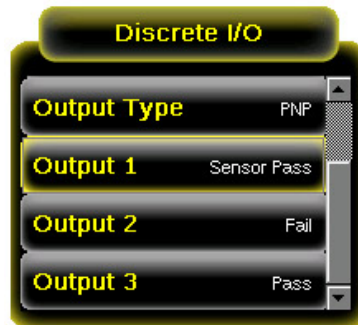 Discrete I/O
Output Type PNP
Output 1 Sensor Pass
Output 2 Fail
Output 3 Pass